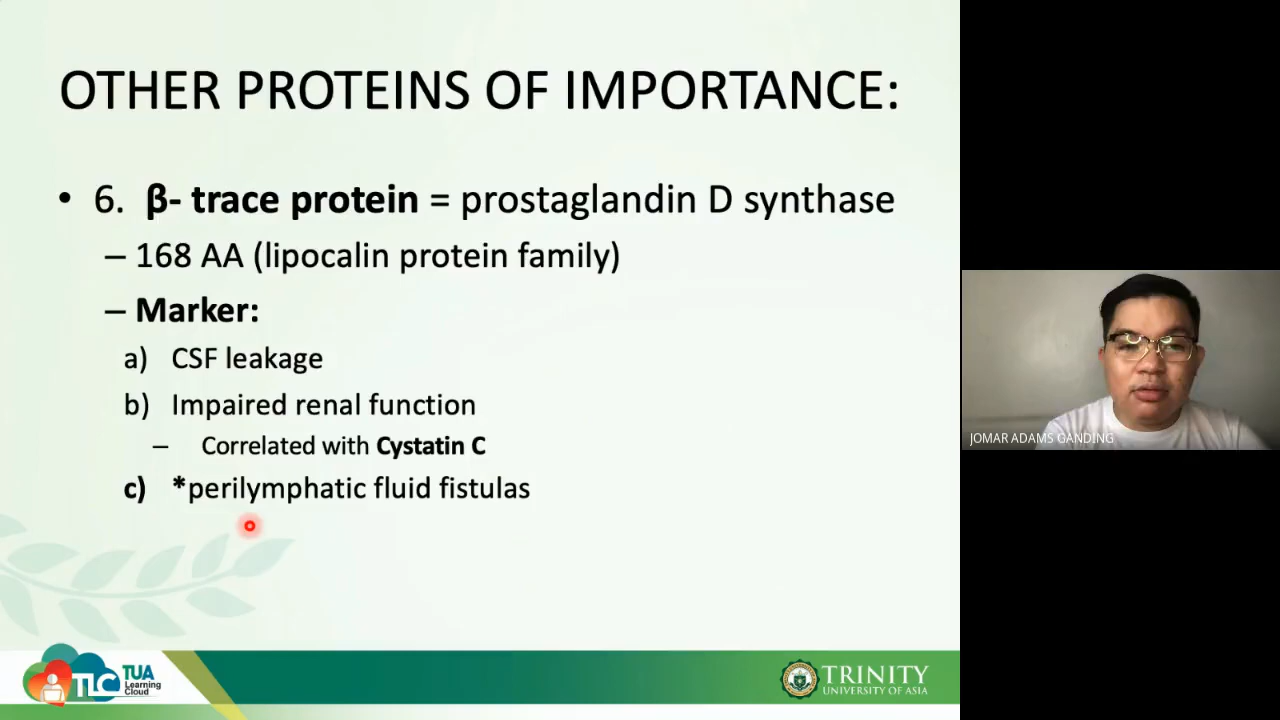 OTHER PROTEINS OF IMPORTANCE:
• 6. β- trace protein = prostaglandin D synthase
– 168 AA (lipocalin protein family)
– Marker:
a) CSF leakage
b) Impaired renal function
– Correlated with Cystatin C
c) *perilymphatic fluid fistulas
JOMAR ADAMS GANDING
TLC TUA
Learning
Cloud
TRINITY
UNIVERSITY OF ASIA